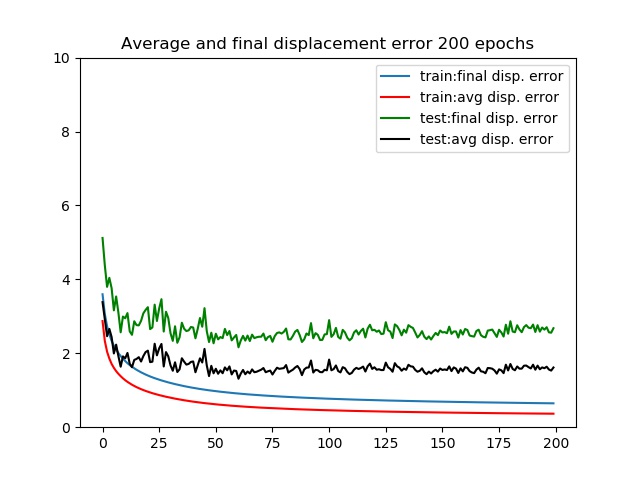 Average and final displacement error 200 epochs
10
8
6
4
2
0
train:final disp. error
train:avg disp. error
test:final disp. error
test:avg disp. error
0 25 50 75 100 125 150 175 200